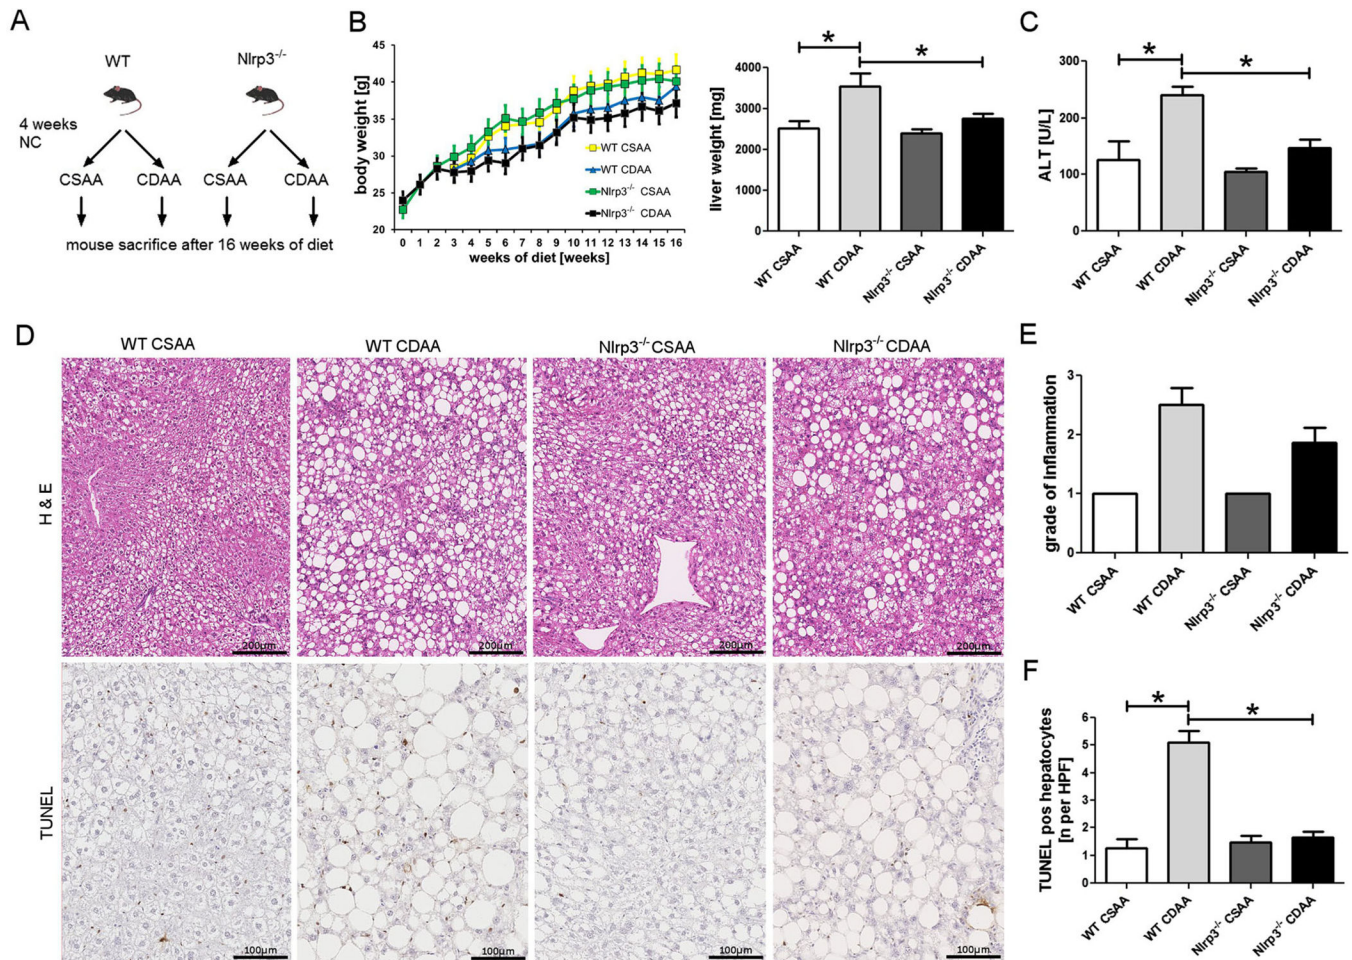 A
WT Nlrp3-/-
4 weeks
NC
CSAA CDAA CSAA CDAA
mouse sacrifice after 16 weeks of diet
B
body weight [g]
45
40
35
30
25
20
0 1 2 3 4 5 6 7 8 9 10 11 12 13 14 15 16
weeks of diet [weeks]
WT CSAA
WT CDAA
Nlrp3-/- CSAA
Nlrp3-/- CDAA
liver weight [mg]
4000
3000
2000
1000
0
* *
WT CSAA
WT CDAA
Nlrp3-/- CSAA
Nlrp3-/- CDAA
C
ALT [U/L]
300
200
100
0
* *
WT CSAA
WT CDAA
Nlrp3-/- CSAA
Nlrp3-/- CDAA
D
WT CSAA WT CDAA Nlrp3-/- CSAA Nlrp3-/- CDAA
H & E
200µm 200µm 200µm 200µm
TUNEL
100µm 100µm 100µm 100µm
E
grade of inflammation
3
2
1
0
WT CSAA
WT CDAA
Nlrp3-/- CSAA
Nlrp3-/- CDAA
F
TUNEL pos hepatocytes
[n per HPF]
6
5
4
3
2
1
0
* *
WT CSAA
WT CDAA
Nlrp3-/- CSAA
Nlrp3-/- CDAA